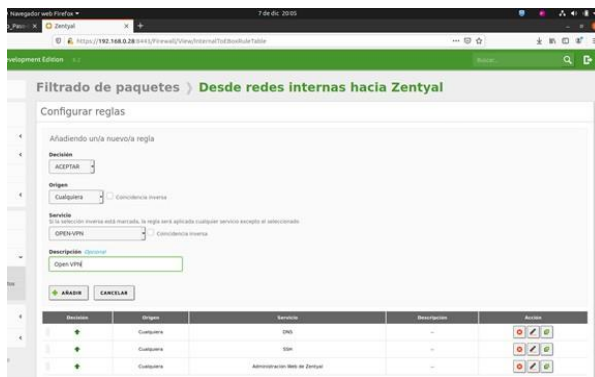 Navegador web Firefox
7 de dic 20:05
Zentyal
https://192.168.0.28:8443/Firewall/View/InternalToEBoxRuleTable
Development Edition
Buscar...
Filtrado de paquetes Desde redes internas hacia Zentyal
Configurar reglas
Añadiendo un/a nuevo/a regla
Decisión
ACEPTAR
Origen
Cualquiera
Coincidencia inversa
Servicio
Si la selección inversa está marcada, la regla será aplicada cualquier servicio excepto el seleccionado
OPEN-VPN
Coincidencia inversa
Descripción Opcional
Open VPN
AÑADIR CANCELAR
Decisión Origen Servicio Descripción Acción
Cualquiera DNS --
Cualquiera SSH --
Cualquiera Administración Web de Zentyal --